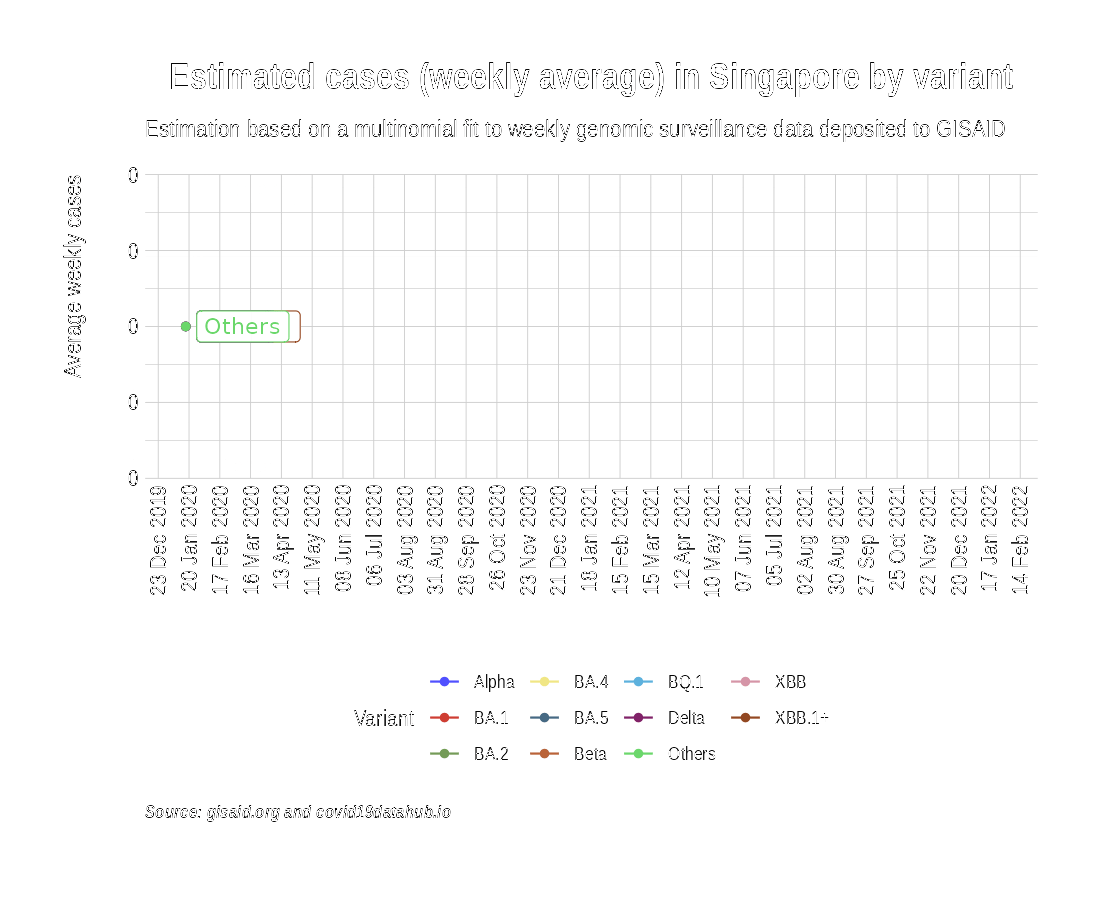 Estimated cases (weekly average) in Singapore by variant
Estimation based on a multinomial fit to weekly genomic surveillance data deposited to GISAID
Average weekly cases
0
0
0
0
0
Others
23 Dec 2019
20 Jan 2020
17 Feb 2020
16 Mar 2020
13 Apr 2020
11 May 2020
08 Jun 2020
06 Jul 2020
03 Aug 2020
31 Aug 2020
28 Sep 2020
26 Oct 2020
23 Nov 2020
21 Dec 2020
18 Jan 2021
15 Feb 2021
15 Mar 2021
12 Apr 2021
10 May 2021
07 Jun 2021
05 Jul 2021
02 Aug 2021
30 Aug 2021
27 Sep 2021
25 Oct 2021
22 Nov 2021
20 Dec 2021
17 Jan 2022
14 Feb 2022
Variant
Alpha
BA.1
BA.2
BA.4
BA.5
Beta
BQ.1
Delta
Others
XBB
XBB.1+
Source: gisaid.org and covid19datahub.io